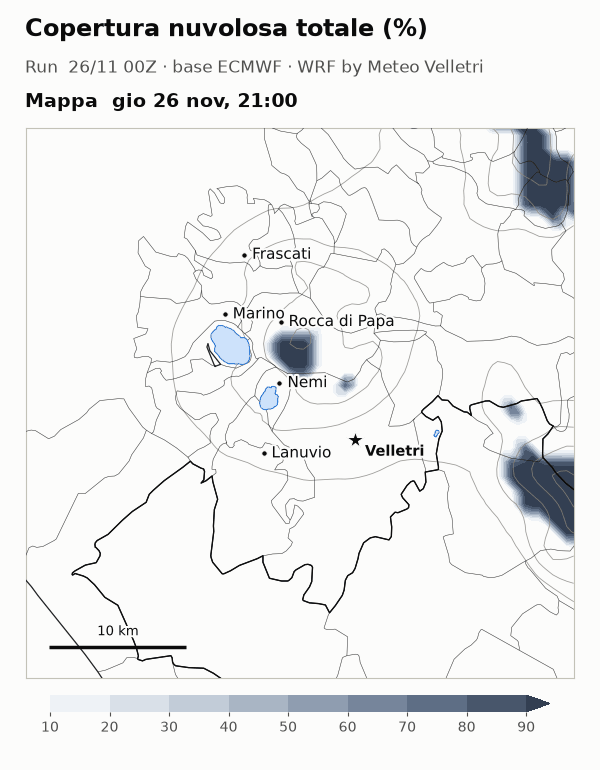 Copertura nuvolosa totale (%)
Run  26/11 00Z · base ECMWF · WRF by Meteo Velletri
Mappa  gio 26 nov, 21:00
Frascati
Marino
Rocca di Papa
Nemi
Velletri
Lanuvio
10 km
10 20 30 40 50 60 70 80 90